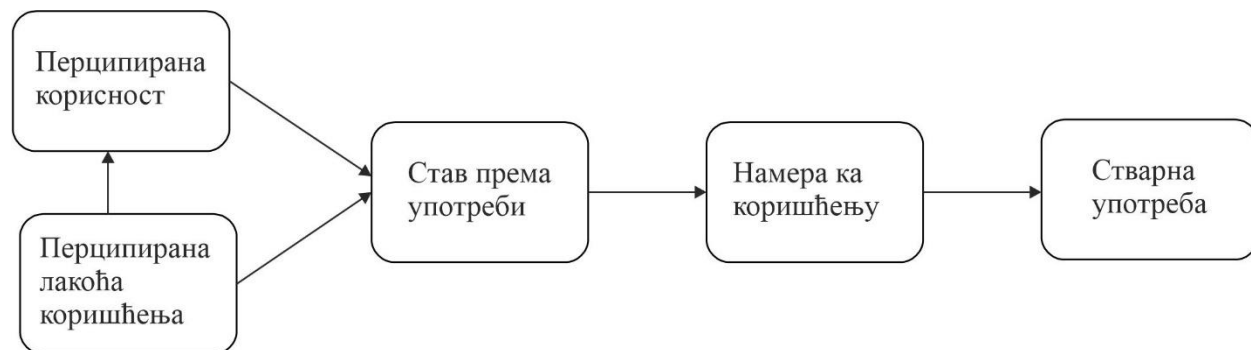 Перципирана
корисност
Перципирана
лакоћа
коришћења
Став према
употреби
Намера ка
коришћењу
Стварна
употреба